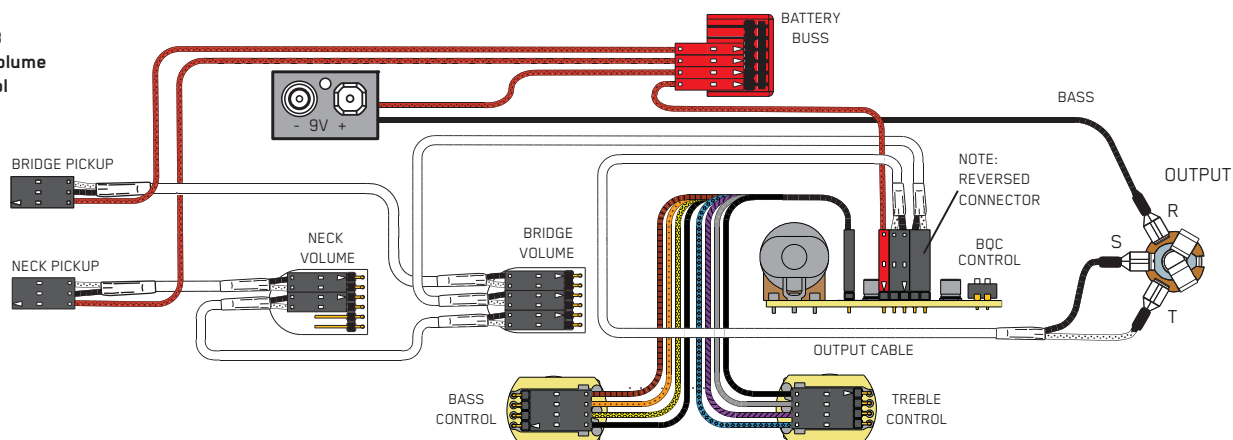 olume
BATTERY
BUSS
- 9V +
BASS
BRIDGE PICKUP
NOTE:
REVERSED
CONNECTOR
OUTPUT
R
NECK
VOLUME
BRIDGE
VOLUME
S
BQC
CONTROL
NECK PICKUP
T
OUTPUT CABLE
BASS
CONTROL
TREBLE
CONTROL